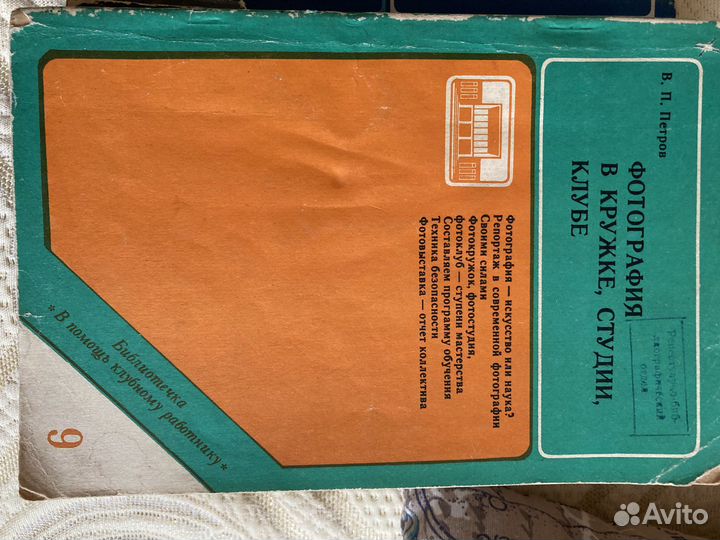 В. П. Петров
ФОТОГРАФИЯ
В КРУЖКЕ, СТУДИИ,
КЛУБЕ
отдел
Фотография — искусство или наука?
Репортаж в современной фотографии
Своими силами
Фотокружок, фотостудия,
фотоклуб — ступени мастерства
Составляем программу обучения
Техника безопасности
Фотовыставка — отчет коллектива
Библиотечка
* В помощь клубному работнику *
9
Avito